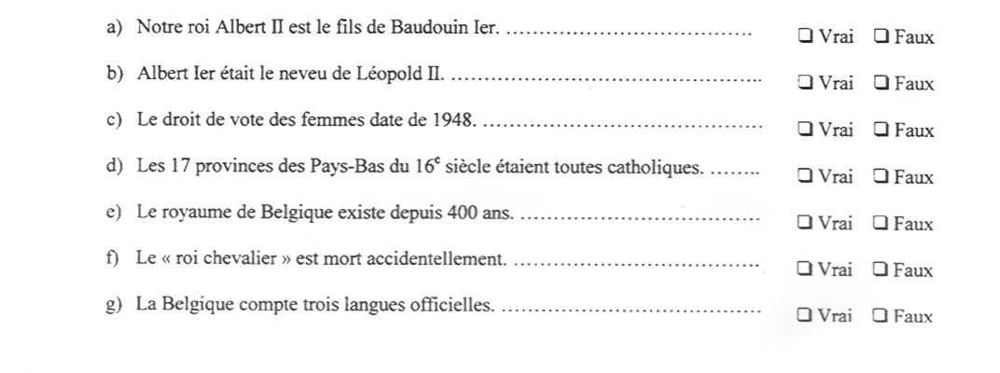 a) Notre roi Albert II est le fils de Baudouin Ier. ................................................ ❑ Vrai ❑ Faux
b) Albert Ier était le neveu de Léopold II. ............................................................ ❑ Vrai ❑ Faux
c) Le droit de vote des femmes date de 1948. ...................................................... ❑ Vrai ❑ Faux
d) Les 17 provinces des Pays-Bas du 16e siècle étaient toutes catholiques. ........ ❑ Vrai ❑ Faux
e) Le royaume de Belgique existe depuis 400 ans. .............................................. ❑ Vrai ❑ Faux
f) Le « roi chevalier » est mort accidentellement. ................................................ ❑ Vrai ❑ Faux
g) La Belgique compte trois langues officielles. .................................................. ❑ Vrai ❑ Faux